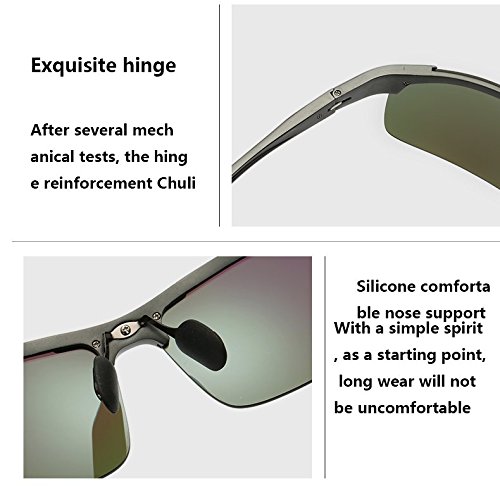 Exquisite hinge
After several mech
anical tests, the hing
e reinforcement Chuli
Silicone comforta
ble nose support
With a simple spirit
, as a starting point,
long wear will not
be uncomfortable